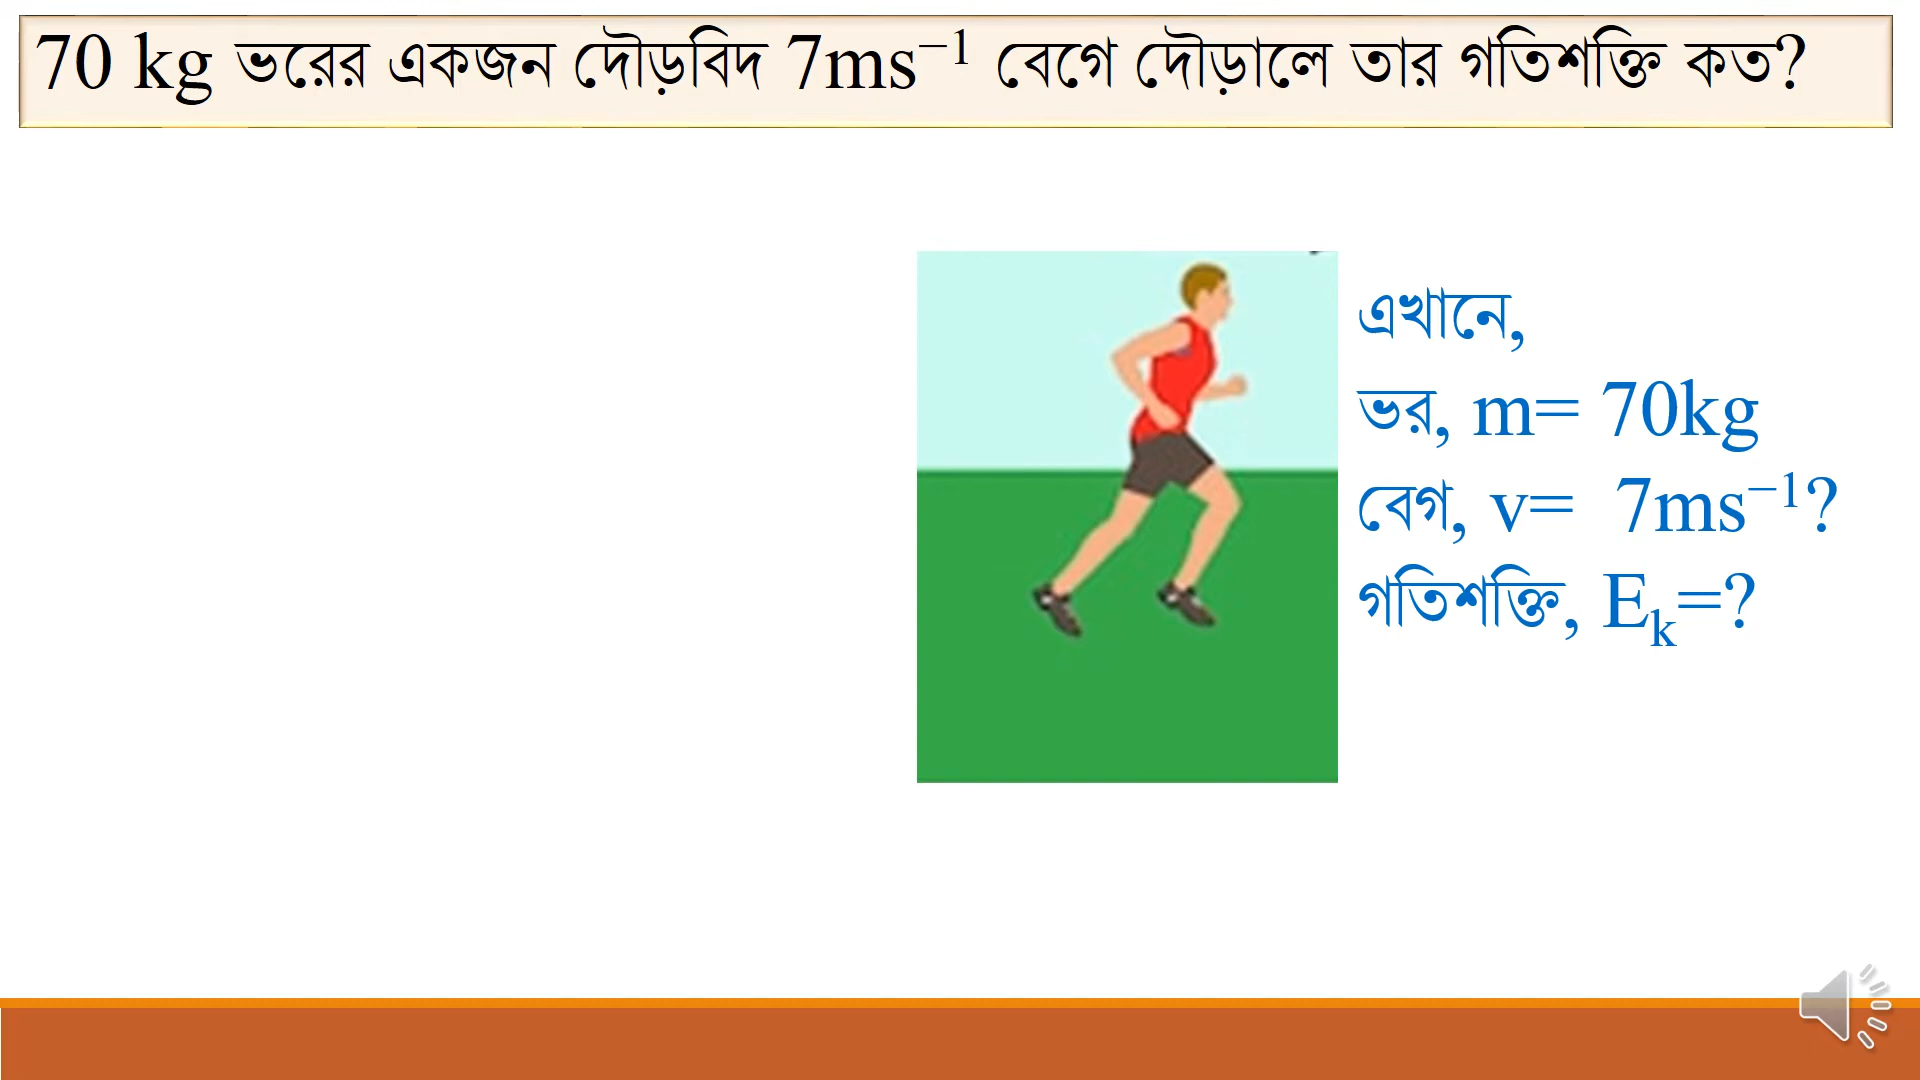 70 kg ভরের একজন দৌড়বিদ 7ms⁻¹ বেগে দৌড়ালে তার গতিশক্তি কত?
এখানে,
ভর, m= 70kg
বেগ, v= 7ms⁻¹?
গতিশক্তি, Eₖ=?